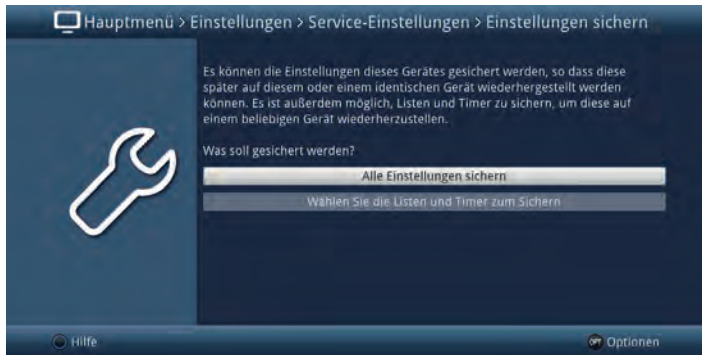 Hauptmenü > Einstellungen > Service-Einstellungen > Einstellungen sichern
Es können die Einstellungen dieses Gerätes gesichert werden, so dass diese
später auf diesem oder einem identischen Gerät wiederhergestellt werden
können. Es ist außerdem möglich, Listen und Timer zu sichern, um diese auf
einem beliebigen Gerät wiederherzustellen.
Was soll gesichert werden?
Alle Einstellungen sichern
Wählen Sie die Listen und Timer zum Sichern
Hilfe
OPT Optionen